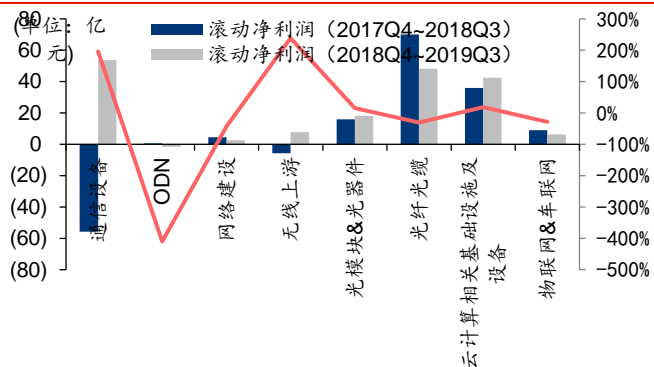 (单位：亿元)
滚动净利润（2017Q4~2018Q3）
滚动净利润（2018Q4~2019Q3）
80
60
40
20
0
(20)
(40)
(60)
(80)
300%
200%
100%
0%
-100%
-200%
-300%
-400%
-500%
通信设备
ODN
网络建设
无线上游
光模块&光器件
光纤光缆
云计算相关基础设施及
设备
物联网&车联网